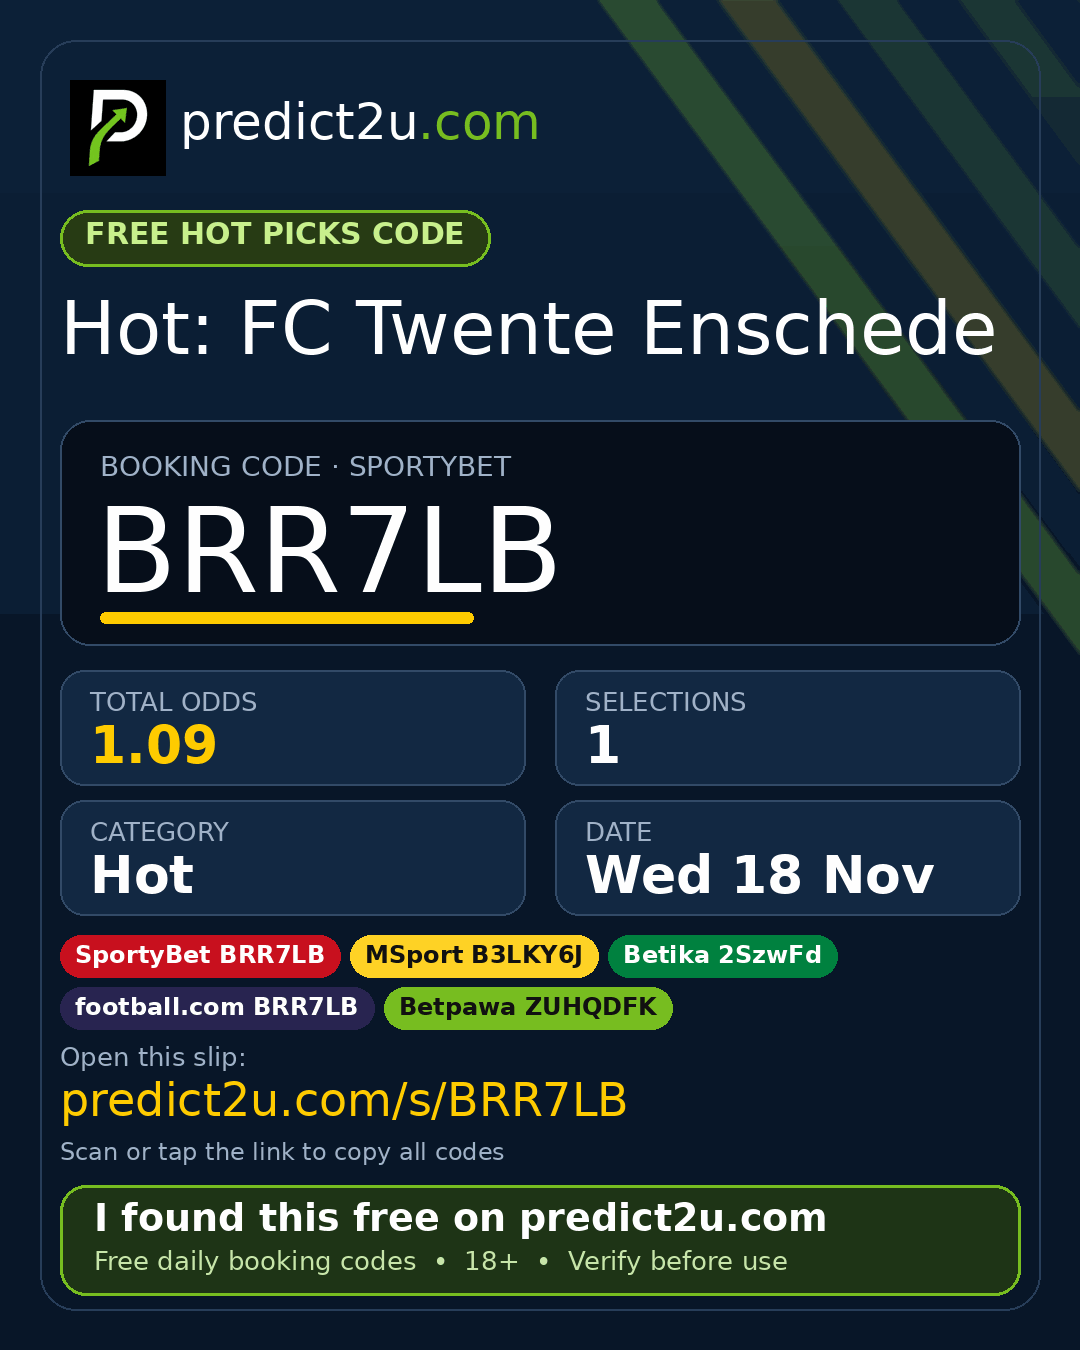 predict2u.com
FREE HOT PICKS CODE
Hot: FC Twente Enschede
BOOKING CODE · SPORTYBET
BRR7LB
TOTAL ODDS
1.09
SELECTIONS
1
CATEGORY
Hot
DATE
Wed 18 Nov
SportyBet BRR7LB
MSport B3LKY6J
Betika 2SzwFd
football.com BRR7LB
Betpawa ZUHQDFK
Open this slip:
predict2u.com/s/BRR7LB
Scan or tap the link to copy all codes
I found this free on predict2u.com
Free daily booking codes • 18+ • Verify before use